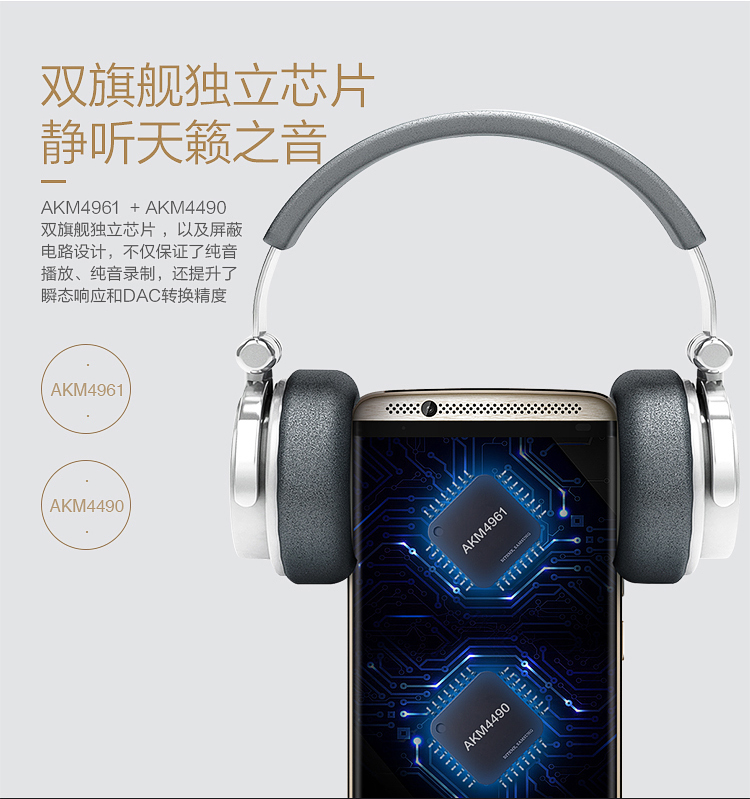 双旗舰独立芯片
静听天籁之音
AKM4961 + AKM4490
双旗舰独立芯片，以及屏蔽
电路设计，不仅保证了纯音
播放、纯音录制，还提升了
瞬态响应和DAC转换精度
AKM4961
AKM4490
AKM4961
AKM4490